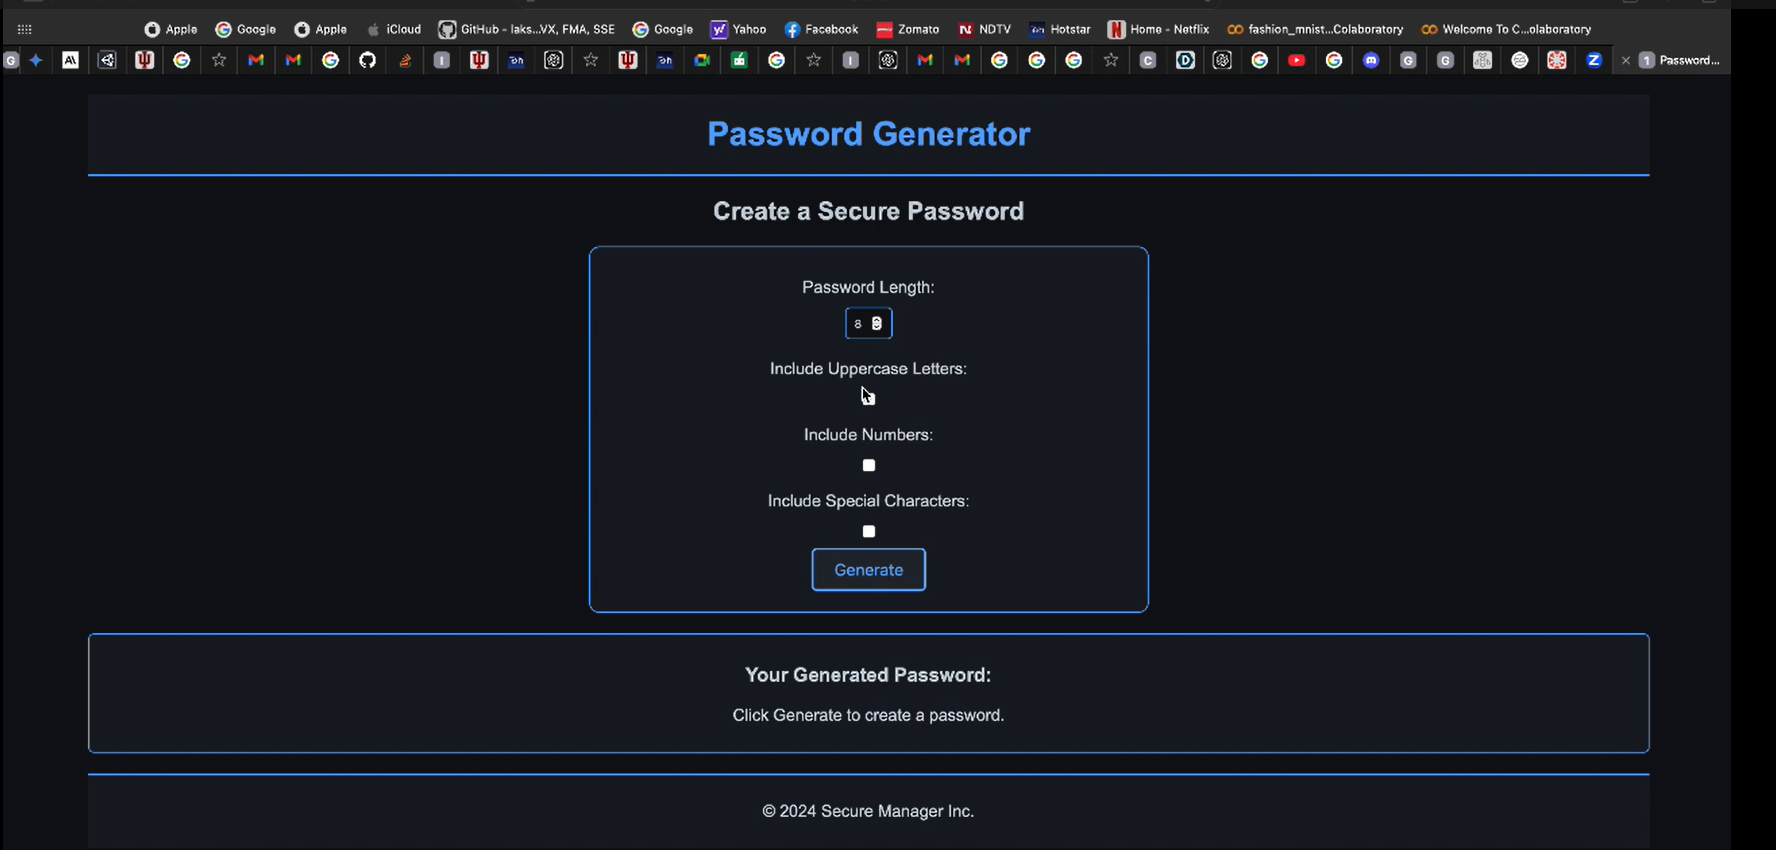 Apple Google Apple iCloud GitHub - laks...VX, FMA, SSE Google Yahoo Facebook Zomato NDTV Hotstar Home - Netflix fashion_mnist...Colaboratory Welcome To C...olaboratory
Password...
Password Generator
Create a Secure Password
Password Length:
8
Include Uppercase Letters:
Include Numbers:
Include Special Characters:
Generate
Your Generated Password:
Click Generate to create a password.
© 2024 Secure Manager Inc.